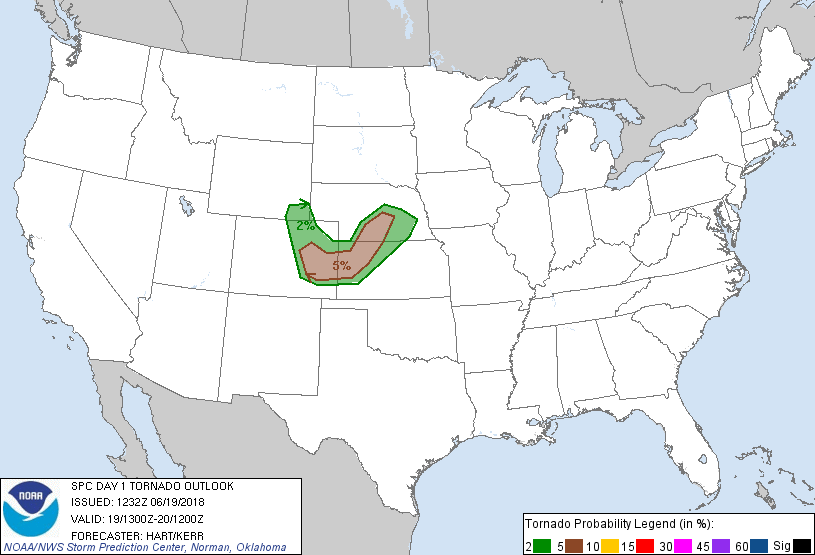 2%
5%
NOAA
SPC DAY 1 TORNADO OUTLOOK
ISSUED: 1232Z 06/19/2018
VALID: 19/1300Z-20/1200Z
FORECASTER: HART/KERR
NOAA/NWS Storm Prediction Center, Norman, Oklahoma
Tornado Probability Legend (in %):
2 5 10 15 30 45 60 Sig